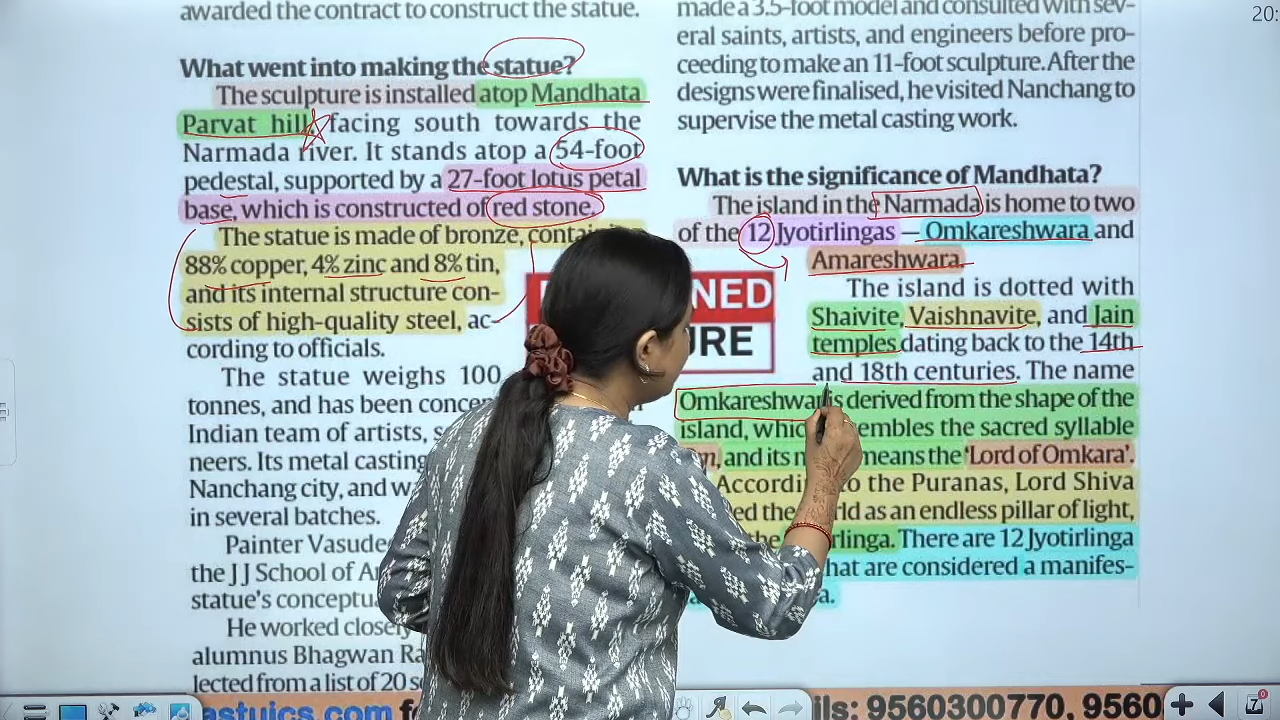 awarded the contract to construct the statue.
What went into making the statue?
The sculpture is installed atop Mandhata
Parvat hill, facing south towards the
Narmada river. It stands atop a 54-foot
pedestal, supported by a 27-foot lotus petal
base, which is constructed of red stone.
The statue is made of bronze,
88% copper, 4% zinc and 8% tin,
and its internal structure con-
sists of high-quality steel, ac-
cording to officials.
The statue weighs 100
tonnes, and has been
Indian team of artists,
neers. Its metal casting
Nanchang city, and
in several batches.
Painter
the J J School of
statue's
He worked closely
alumnus Bhagwan
lected from a list of 20
made a 3.5-foot model and consulted with sev-
eral saints, artists, and engineers before pro-
ceeding to make an 11-foot sculpture. After the
designs were finalised, he visited Nanchang to
supervise the metal casting work.
What is the significance of Mandhata?
The island in the Narmada is home to two
of the 12 Jyotirlingas — Omkareshwara and
Amareshwara.
The island is dotted with
Shaivite, Vaishnavite, and Jain
temples dating back to the 14th
and 18th centuries. The name
Omkareshwar is derived from the shape of the
island, the sacred syllable
and its means the 'Lord of Omkara'.
the Puranas, Lord Shiva
as an endless pillar of light,
the There are 12 Jyotirlinga
that are considered a manifes-
20:
ils: 9560300770, 9560